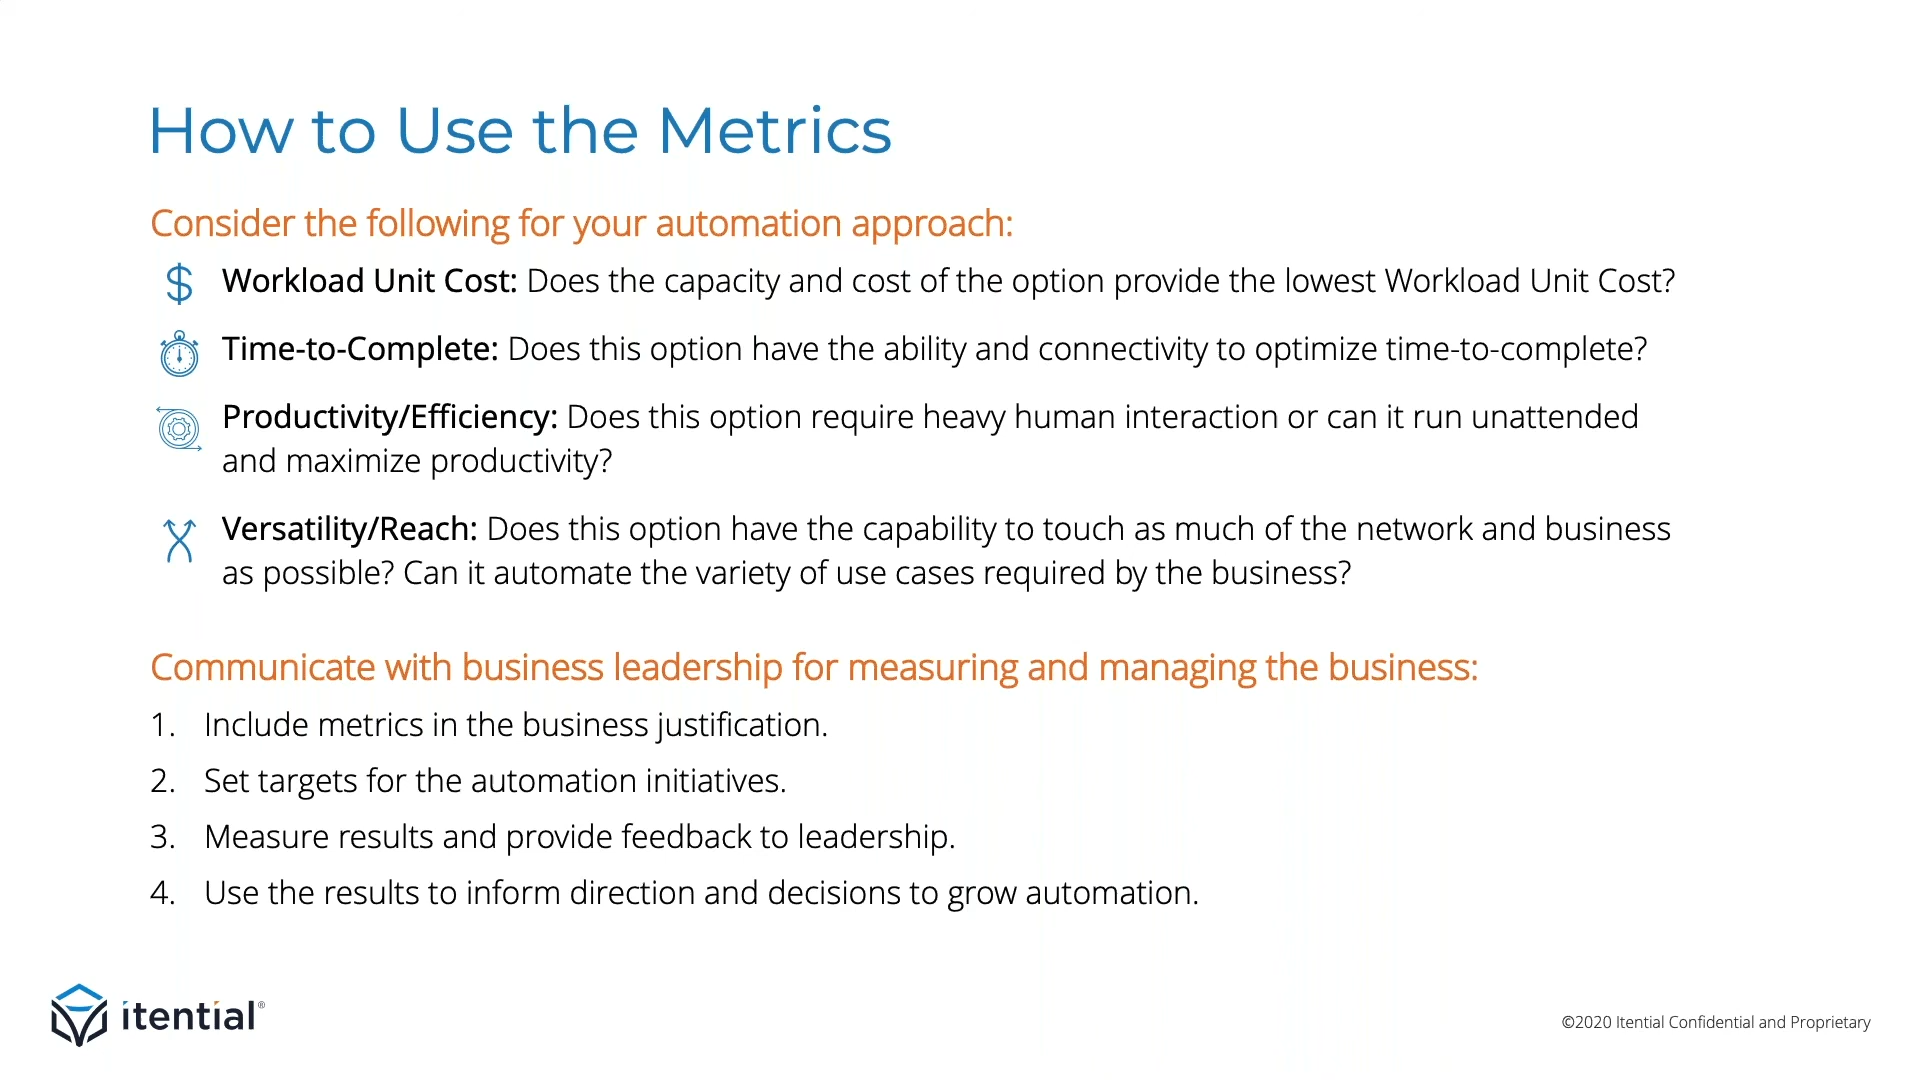 How to Use the Metrics
Consider the following for your automation approach:
$ Workload Unit Cost: Does the capacity and cost of the option provide the lowest Workload Unit Cost?
Time-to-Complete: Does this option have the ability and connectivity to optimize time-to-complete?
Productivity/Efficiency: Does this option require heavy human interaction or can it run unattended
and maximize productivity?
Versatility/Reach: Does this option have the capability to touch as much of the network and business
as possible? Can it automate the variety of use cases required by the business?
Communicate with business leadership for measuring and managing the business:
1. Include metrics in the business justification.
2. Set targets for the automation initiatives.
3. Measure results and provide feedback to leadership.
4. Use the results to inform direction and decisions to grow automation.
itential®
©2020 Itential Confidential and Proprietary